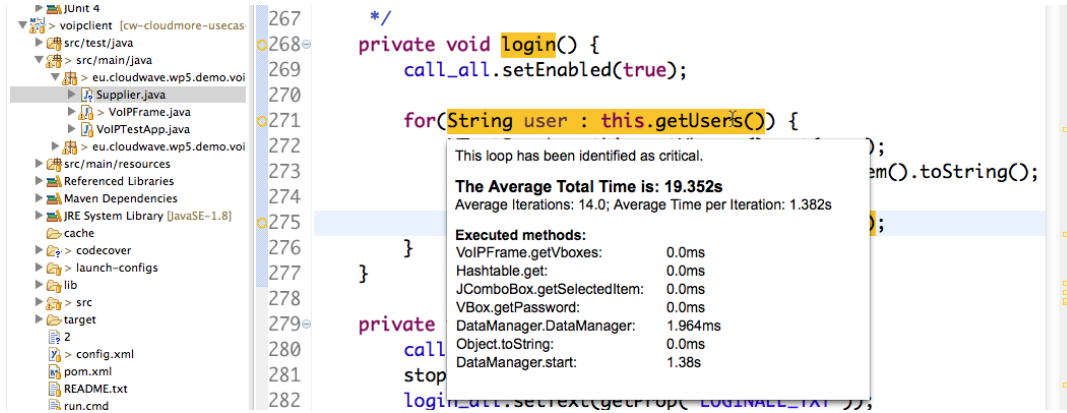 JUnit 4
> voipclient [cw-cloudmore-usecas
src/test/java
> src/main/java
> eu.cloudwave.wp5.demo.voi
Supplier.java
> VoIPFrame.java
VoIPTestApp.java
> eu.cloudwave.wp5.demo.voi
src/main/resources
Referenced Libraries
Maven Dependencies
JRE System Library [JavaSE-1.8]
cache
> codecover
> launch-configs
lib
> src
target
2
> config.xml
pom.xml
README.txt
run.cmd
267 */
268 private void login() {
269 call_all.setEnabled(true);
270
271 for(String user : this.getUsers()) {
272 );
273 em().toString();
274
275 );
276 }
277 }
278
279 private
280 call
281 stop
282 login_all.setText(getProp("LOGINALL_TXT"));
This loop has been identified as critical.
The Average Total Time is: 19.352s
Average Iterations: 14.0; Average Time per Iteration: 1.382s
Executed methods:
VoIPFrame.getVboxes: 0.0ms
Hashtable.get: 0.0ms
JComboBox.getSelectedItem: 0.0ms
VBox.getPassword: 0.0ms
DataManager.DataManager: 1.964ms
Object.toString: 0.0ms
DataManager.start: 1.38s